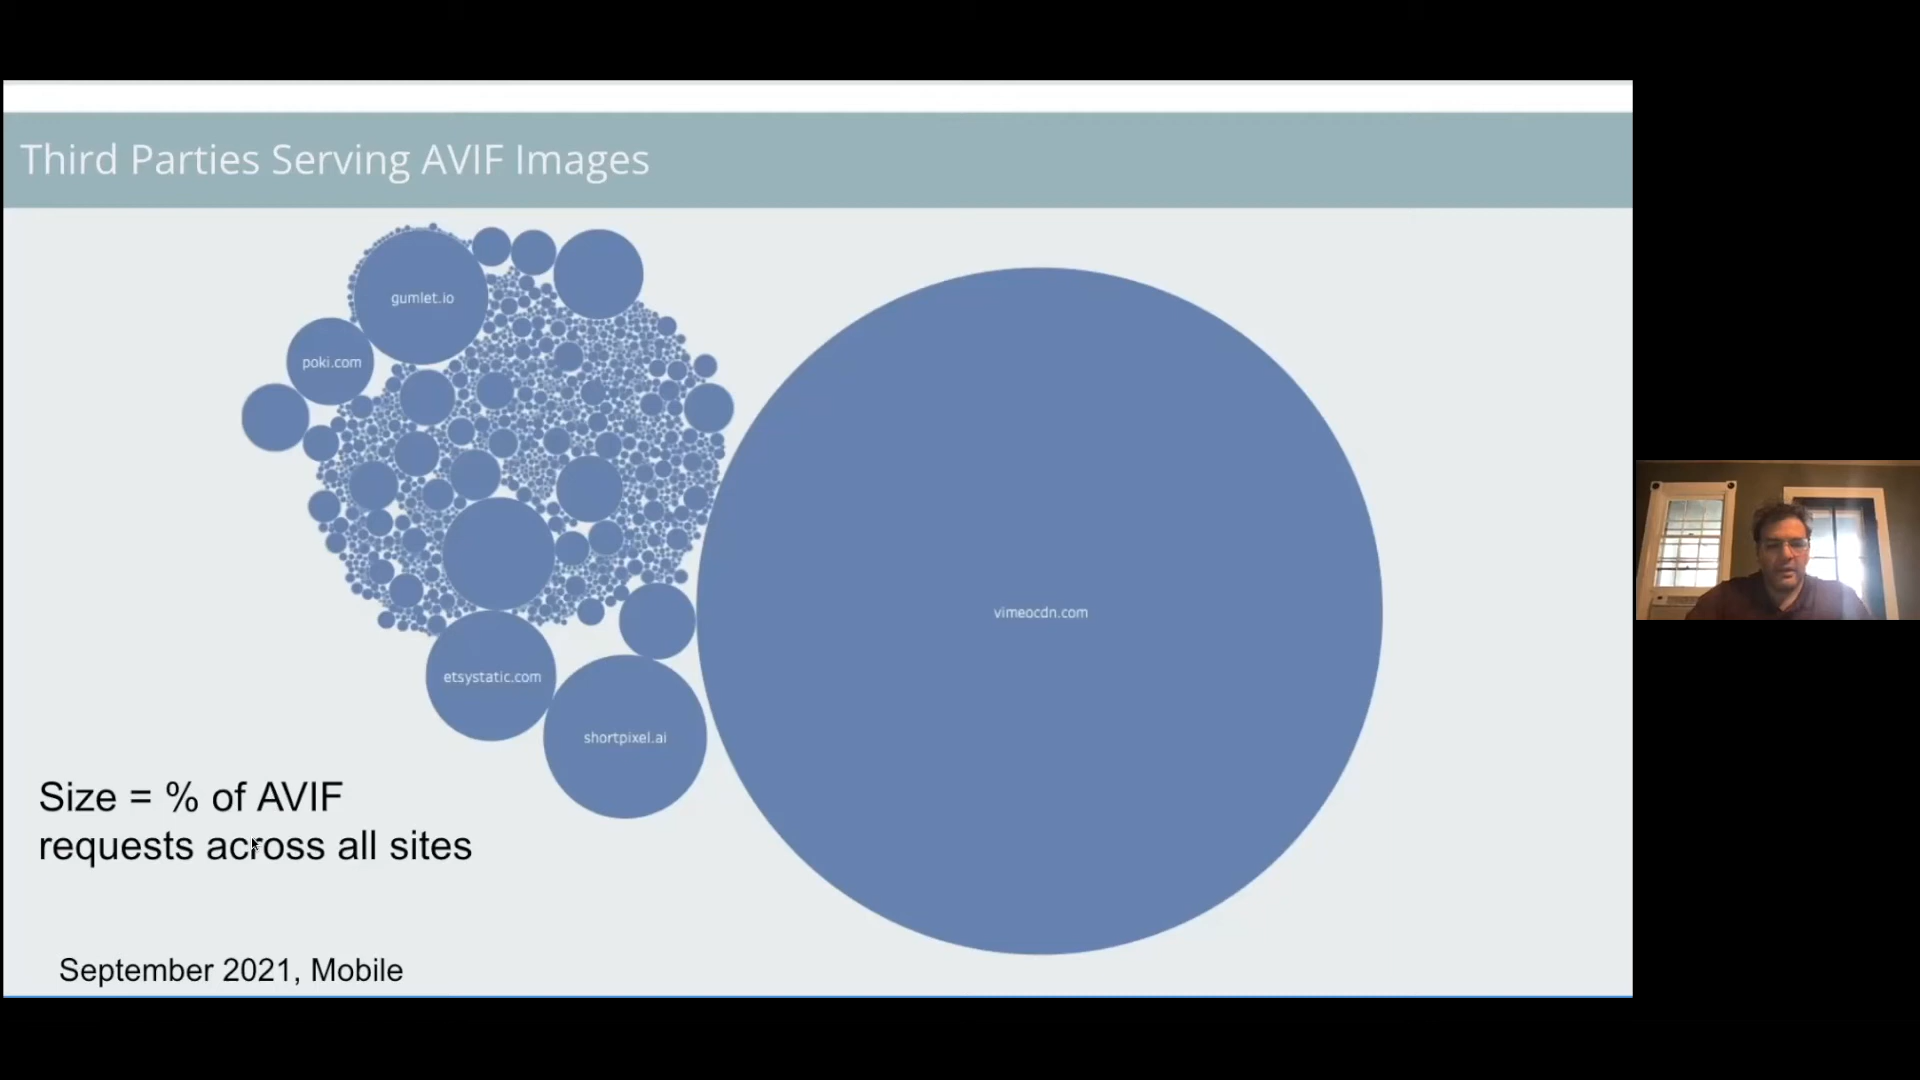 Third Parties Serving AVIF Images
gumlet.io
poki.com
vimeocdn.com
etsystatic.com
shortpixel.ai
Size = % of AVIF
requests across all sites
September 2021, Mobile